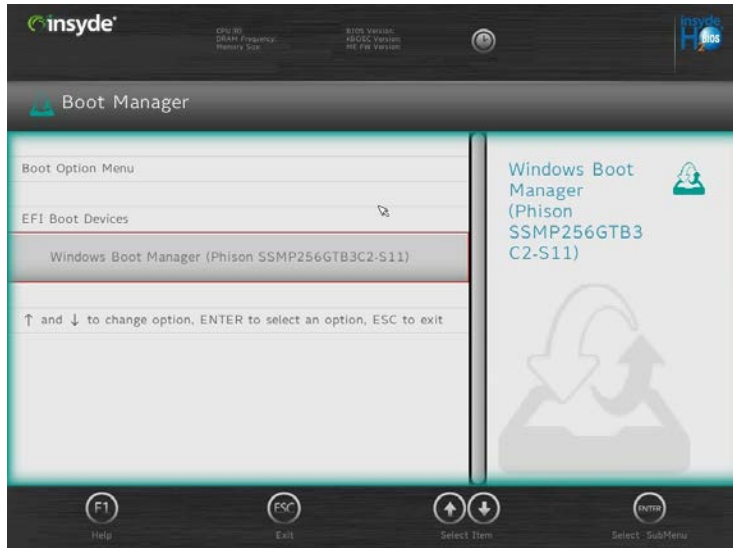 insyde
CPU ID:
DRAM Frequency:
Memory Size:
BIOS Version:
KBC/EC Version:
ME FW Version:
insyde
H2O
BIOS
Boot Manager
Boot Option Menu
EFI Boot Devices
Windows Boot Manager (Phison SSMP256GTB3C2-S11)
↑ and ↓ to change option, ENTER to select an option, ESC to exit
Windows Boot
Manager
(Phison
SSMP256GTB3
C2-S11)
F1
Help
ESC
Exit
Select Item
ENTER
Select SubMenu